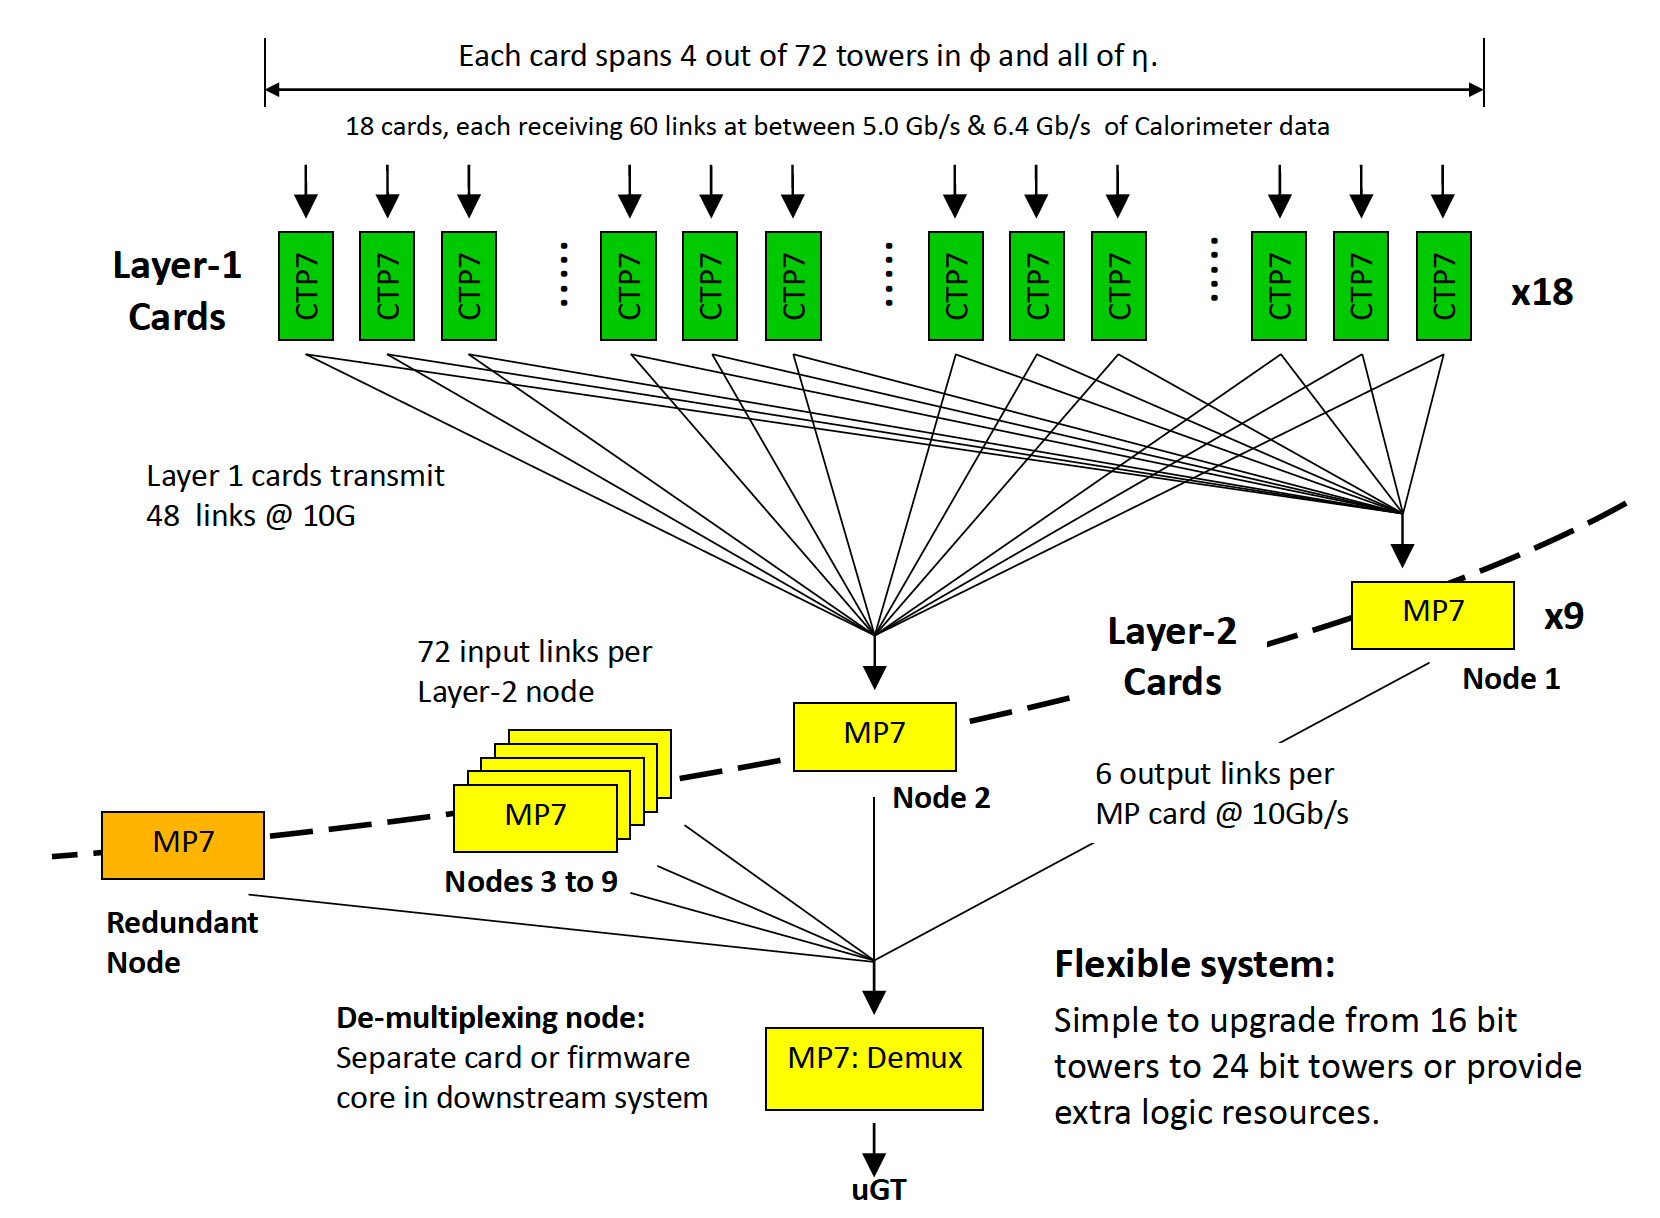 Each card spans 4 out of 72 towers in ϕ and all of η.
18 cards, each receiving 60 links at between 5.0 Gb/s & 6.4 Gb/s of Calorimeter data
Layer-1
Cards
CTP7
CTP7
CTP7
CTP7
CTP7
CTP7
CTP7
CTP7
CTP7
CTP7
CTP7
CTP7
x18
Layer 1 cards transmit
48 links @ 10G
MP7
x9
Node 1
Layer-2
Cards
72 input links per
Layer-2 node
MP7
Node 2
6 output links per
MP card @ 10Gb/s
MP7
Nodes 3 to 9
MP7
Redundant
Node
De-multiplexing node:
Separate card or firmware
core in downstream system
MP7: Demux
uGT
Flexible system:
Simple to upgrade from 16 bit
towers to 24 bit towers or provide
extra logic resources.